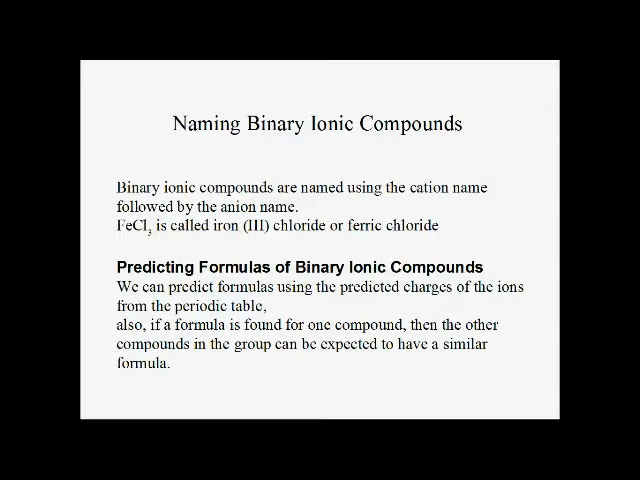 Naming Binary Ionic Compounds
Binary ionic compounds are named using the cation name
followed by the anion name.
FeCl₃ is called iron (III) chloride or ferric chloride
Predicting Formulas of Binary Ionic Compounds
We can predict formulas using the predicted charges of the ions
from the periodic table,
also, if a formula is found for one compound, then the other
compounds in the group can be expected to have a similar
formula.